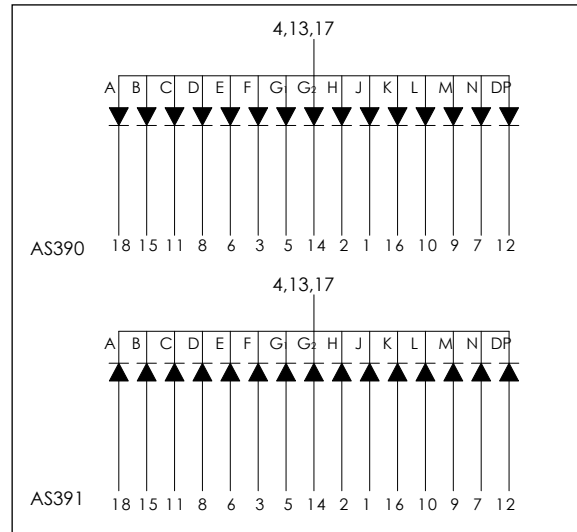 4,13,17
A B C D E F G1 G2 H J K L M N DP
AS390 18 15 11 8 6 3 5 14 2 1 16 10 9 7 12
4,13,17
A B C D E F G1 G2 H J K L M N DP
AS391 18 15 11 8 6 3 5 14 2 1 16 10 9 7 12